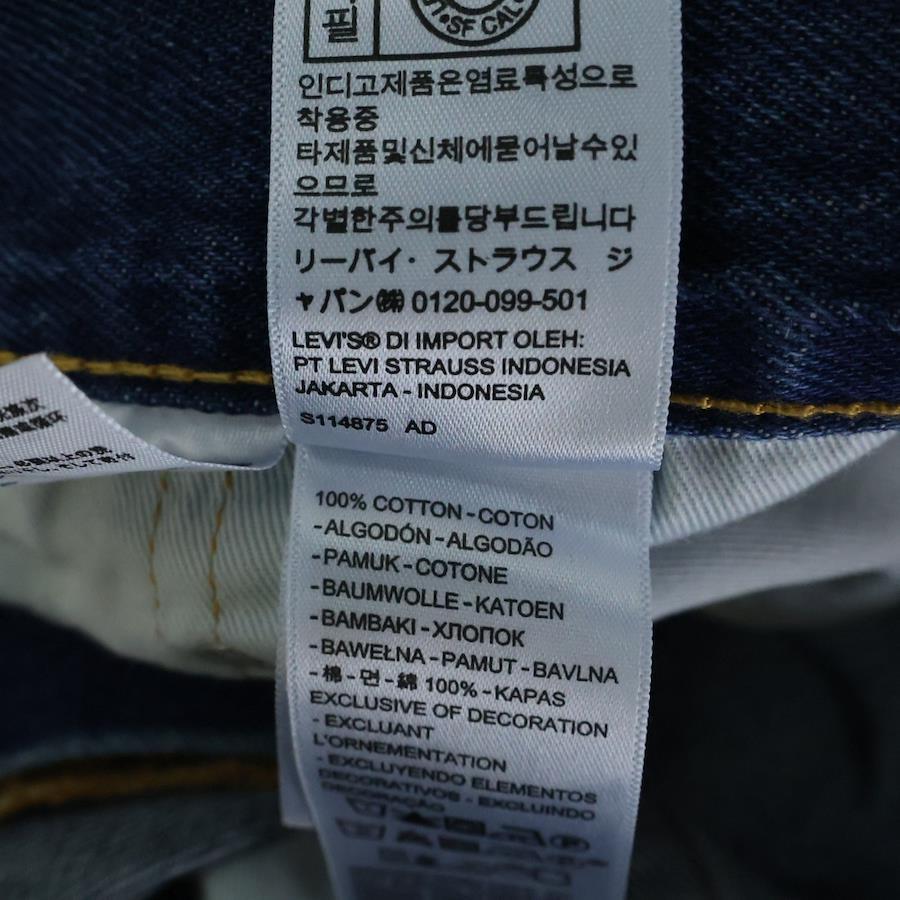 필
SF CAL
인디고제품은염료특성으로
착용중
타제품및신체에묻어날수있
으므로
각별한주의를당부드립니다
リーバイ・ストラウス ジ
ャパン㈱ 0120-099-501
LEVI'S® DI IMPORT OLEH:
PT LEVI STRAUSS INDONESIA
JAKARTA - INDONESIA
S114875 AD
100% COTTON - COTON
- ALGODÓN - ALGODÃO
- PAMUK - COTONE
- BAUMWOLLE - KATOEN
- BAMBAKI - ХЛОПОК
- BAWEŁNA - PAMUT - BAVLNA
- 棉 - 면 - 綿 100% - KAPAS
EXCLUSIVE OF DECORATION
- EXCLUANT
L'ORNEMENTATION
- EXCLUYENDO ELEMENTOS
DECORATIVOS - EXCLUINDO
DECORAÇÃO